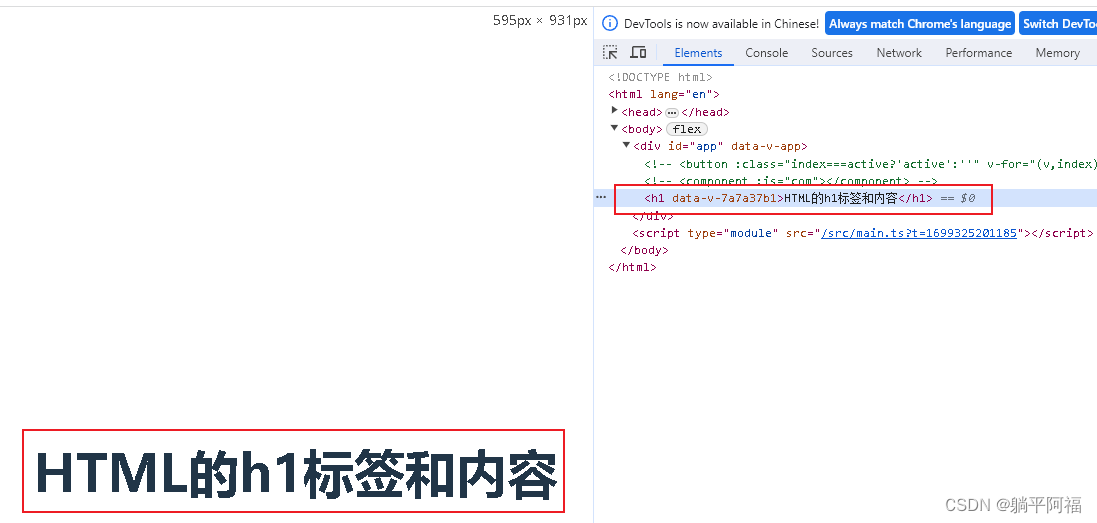 595px × 931px
DevTools is now available in Chinese!
Always match Chrome's language
Switch DevToo
Elements
Console
Sources
Network
Performance
Memory
<!DOCTYPE html>
<html lang="en">
<head> ••• </head>
<body> flex
<div id="app" data-v-app>
<!-- <button :class="index===active?'active':''" v-for="(v,index)
<!-- <component :is="com"></component> -->
<h1 data-v-7a7a37b1>HTML的h1标签和内容</h1> == $0
</div>
<script type="module" src="/src/main.ts?t=1699325201185"></script>
</body>
</html>
HTML的h1标签和内容
CSDN @躺平阿福